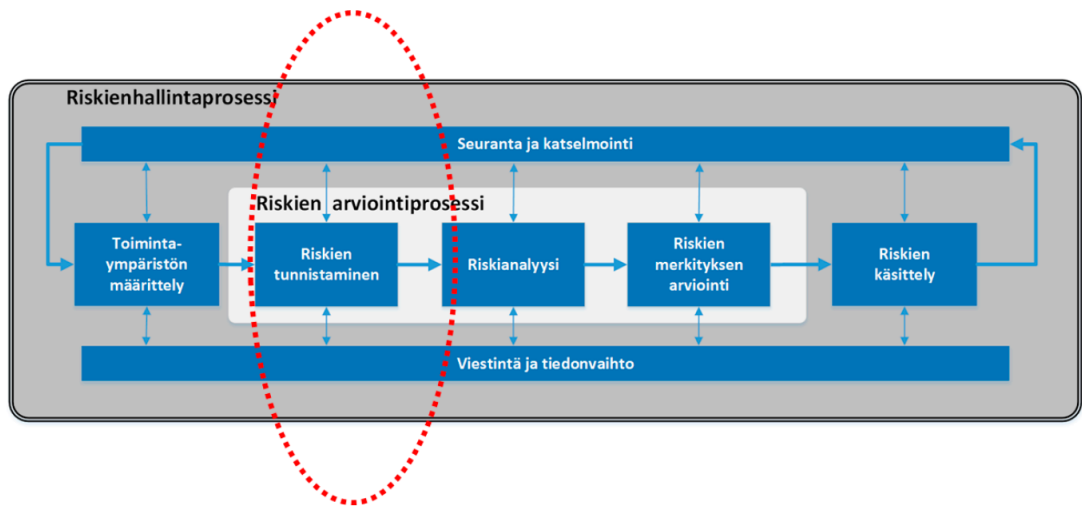 Riskienhallintaprosessi
Seuranta ja katselmointi
Riskien arviointiprosessi
Toiminta-
ympäristön
määrittely
Riskien
tunnistaminen
Riskianalyysi
Riskien
merkityksen
arviointi
Riskien
käsittely
Viestintä ja tiedonvaihto